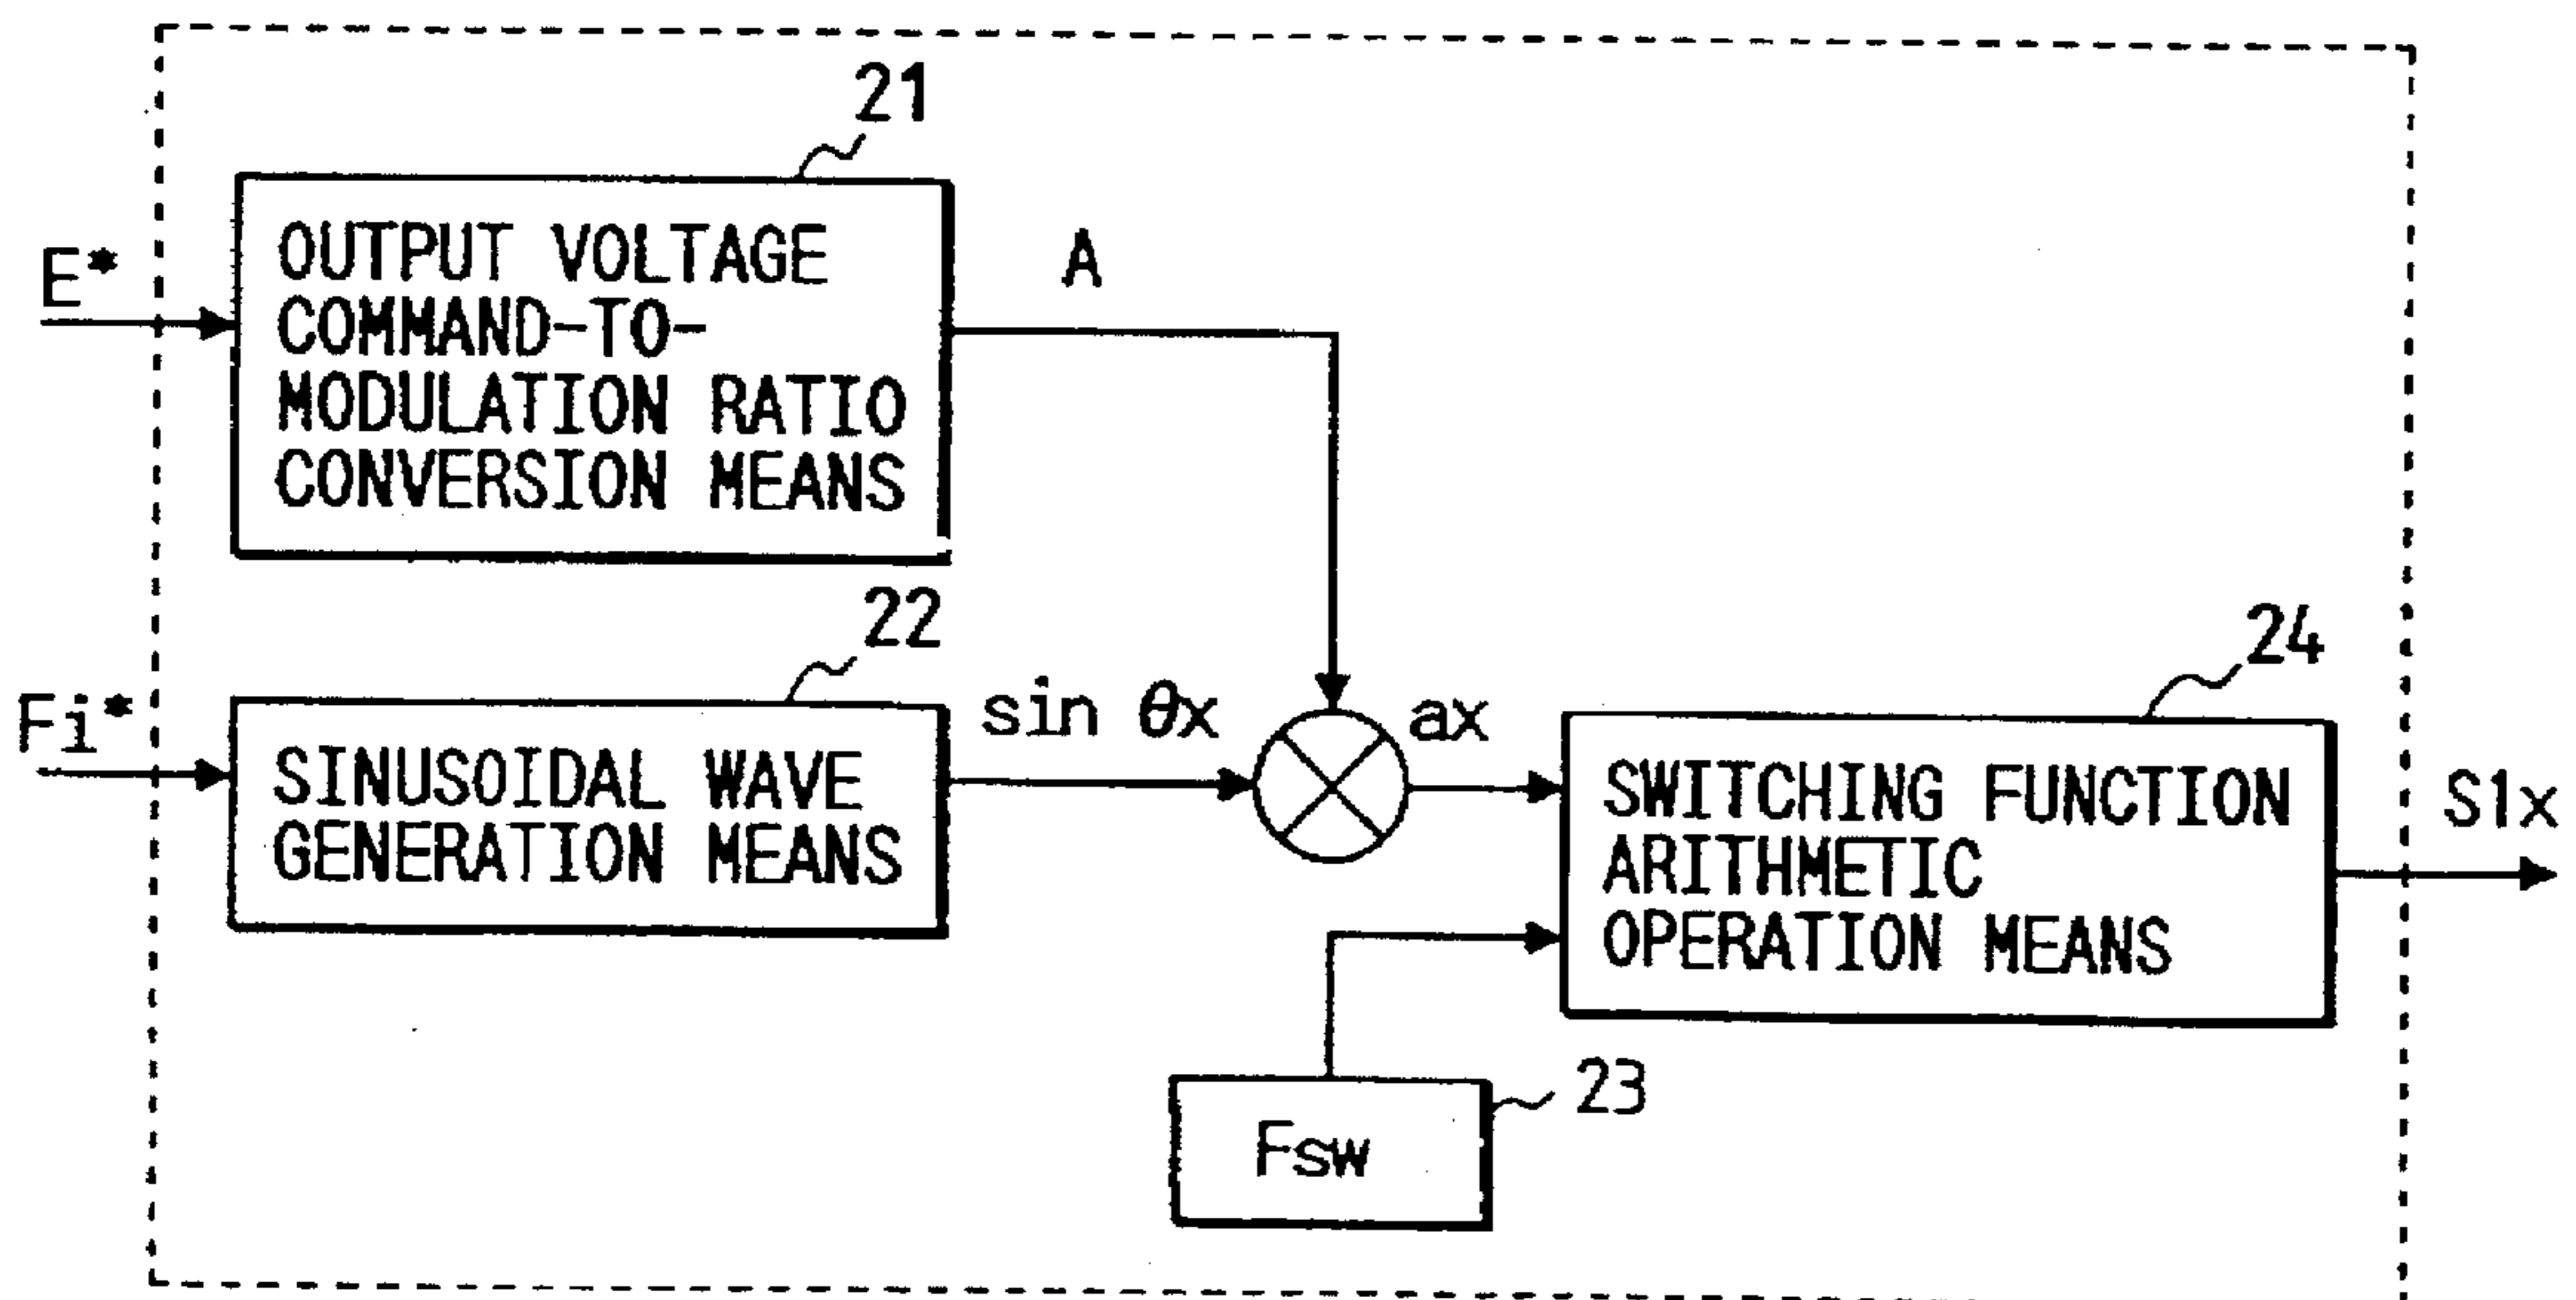 21
E*
OUTPUT VOLTAGE
COMMAND-TO-
MODULATION RATIO
CONVERSION MEANS
A
22
Fi*
SINUSOIDAL WAVE
GENERATION MEANS
sin θx
ax
24
SWITCHING FUNCTION
ARITHMETIC
OPERATION MEANS
S1x
23
Fsw